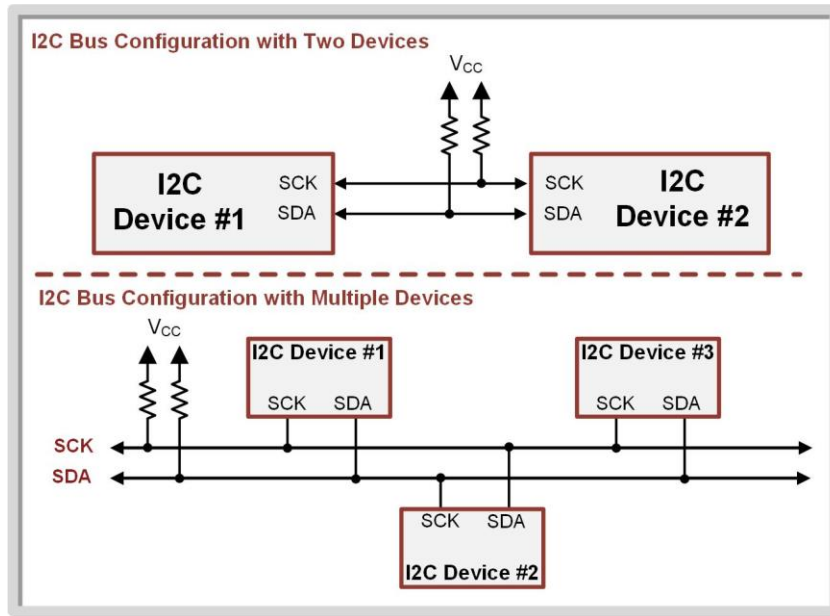 I2C Bus Configuration with Two Devices
VCC
I2C
Device #1
SCK
SDA
SCK
SDA
I2C
Device #2
I2C Bus Configuration with Multiple Devices
VCC
I2C Device #1
SCK SDA
I2C Device #3
SCK SDA
SCK
SDA
SCK SDA
I2C Device #2